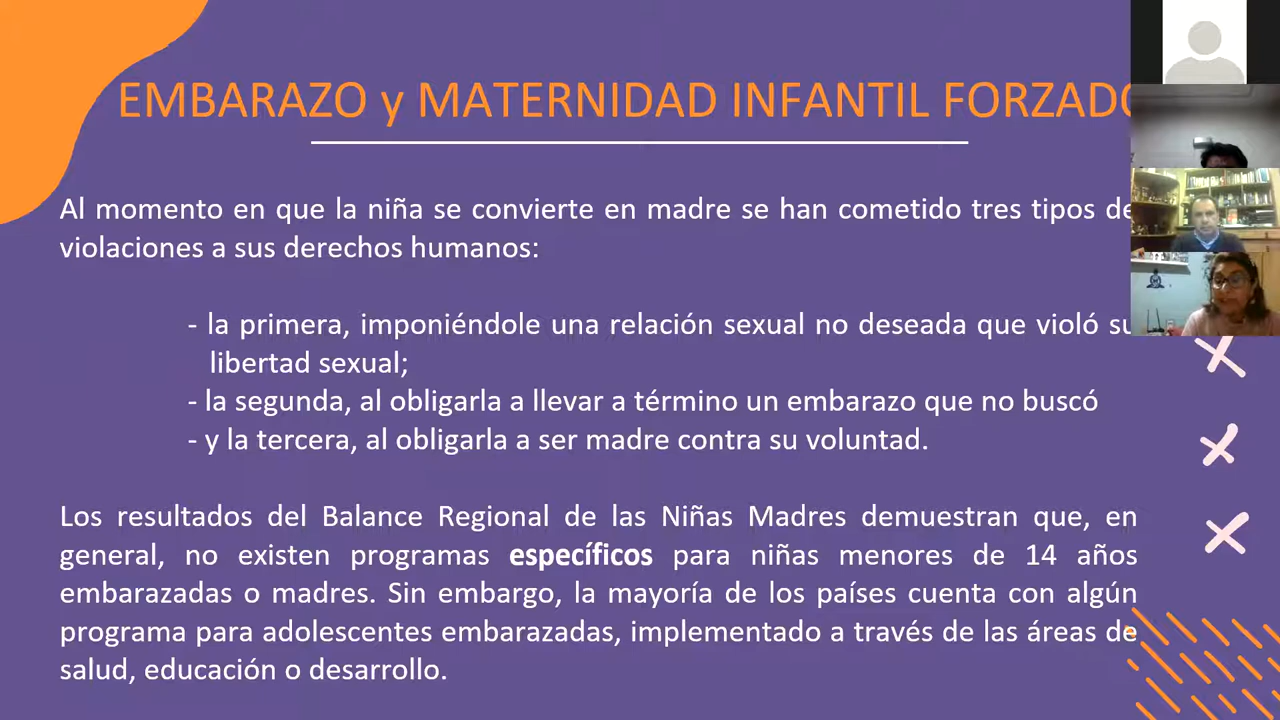 EMBARAZO y MATERNIDAD INFANTIL FORZADO
Al momento en que la niña se convierte en madre se han cometido tres tipos de
violaciones a sus derechos humanos:
- la primera, imponiéndole una relación sexual no deseada que violó su
libertad sexual;
- la segunda, al obligarla a llevar a término un embarazo que no buscó
- y la tercera, al obligarla a ser madre contra su voluntad.
Los resultados del Balance Regional de las Niñas Madres demuestran que, en
general, no existen programas específicos para niñas menores de 14 años
embarazadas o madres. Sin embargo, la mayoría de los países cuenta con algún
programa para adolescentes embarazadas, implementado a través de las áreas de
salud, educación o desarrollo.